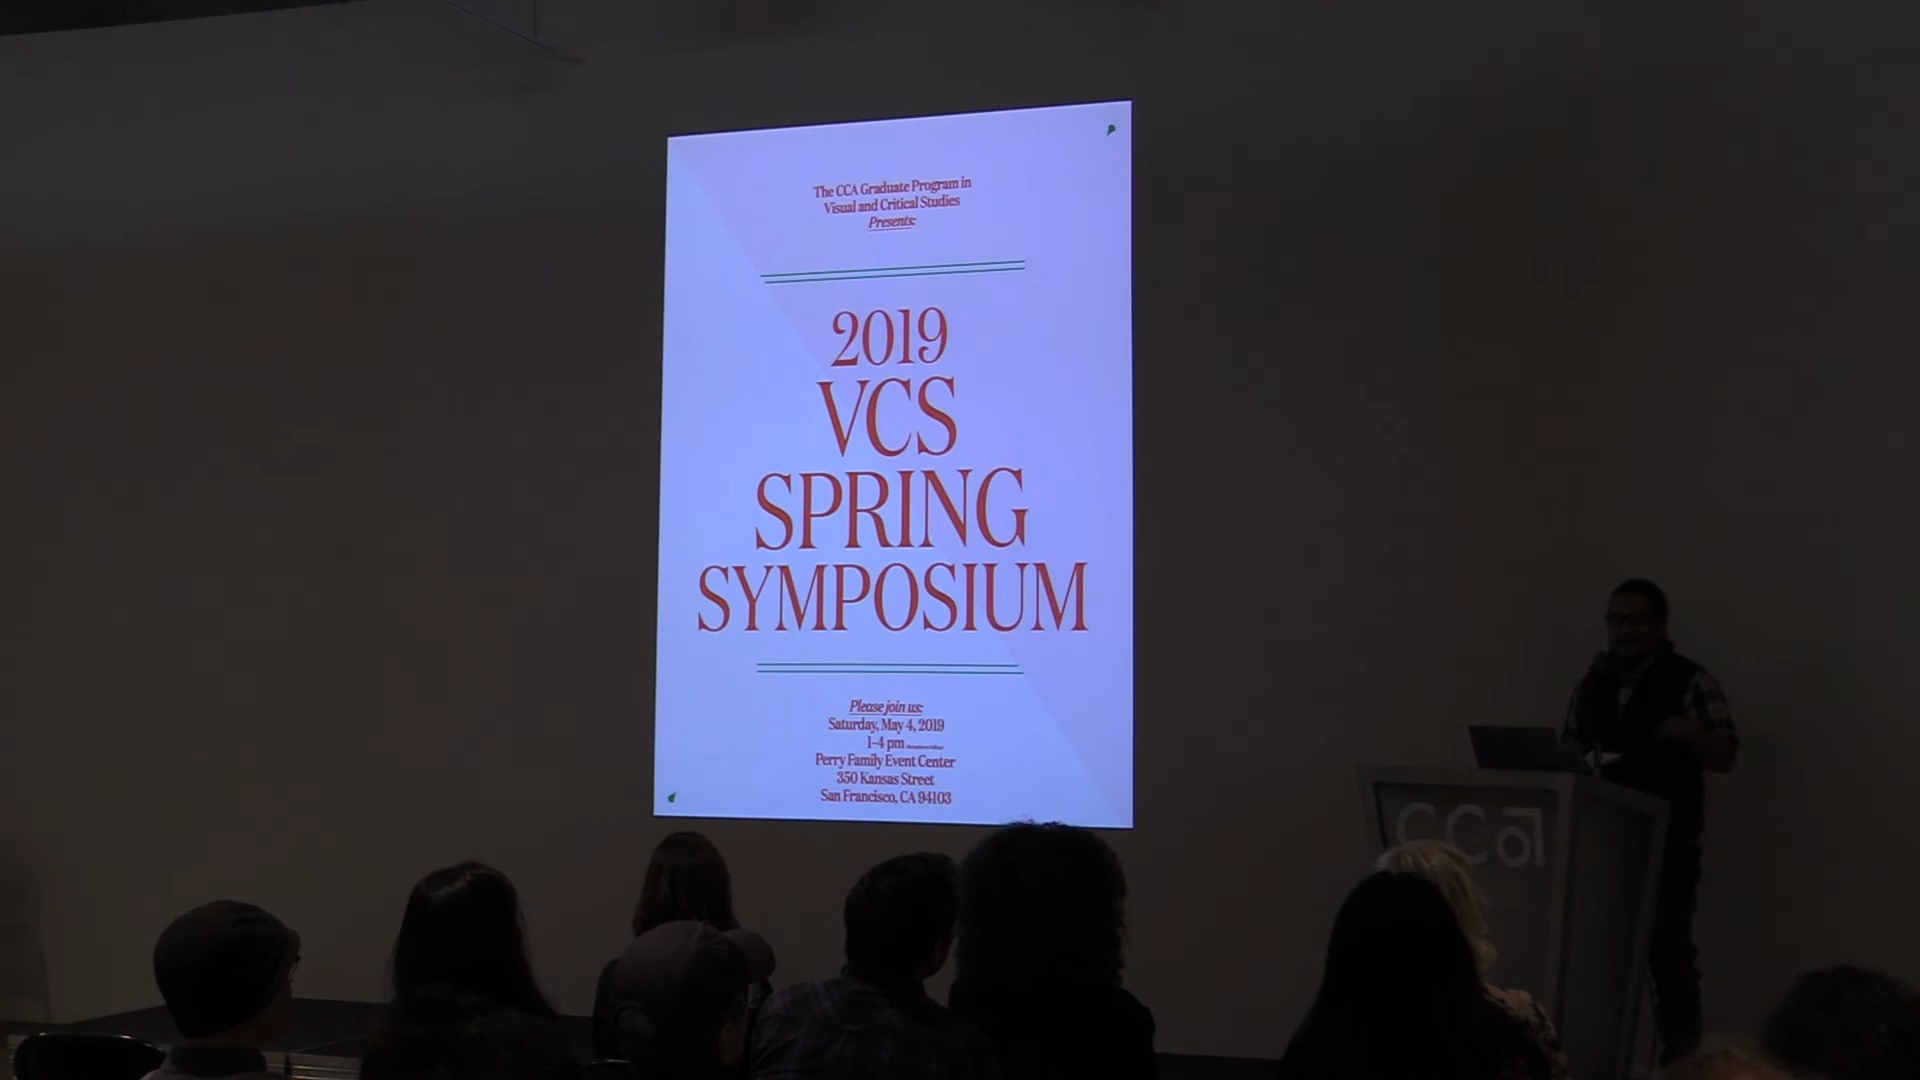 The CCA Graduate Program in
Visual and Critical Studies
Presents:
2019
VCS
SPRING
SYMPOSIUM
Please join us:
Saturday, May 4, 2019
1–4 pm
Perry Family Event Center
350 Kansas Street
San Francisco, CA 94103
CCA